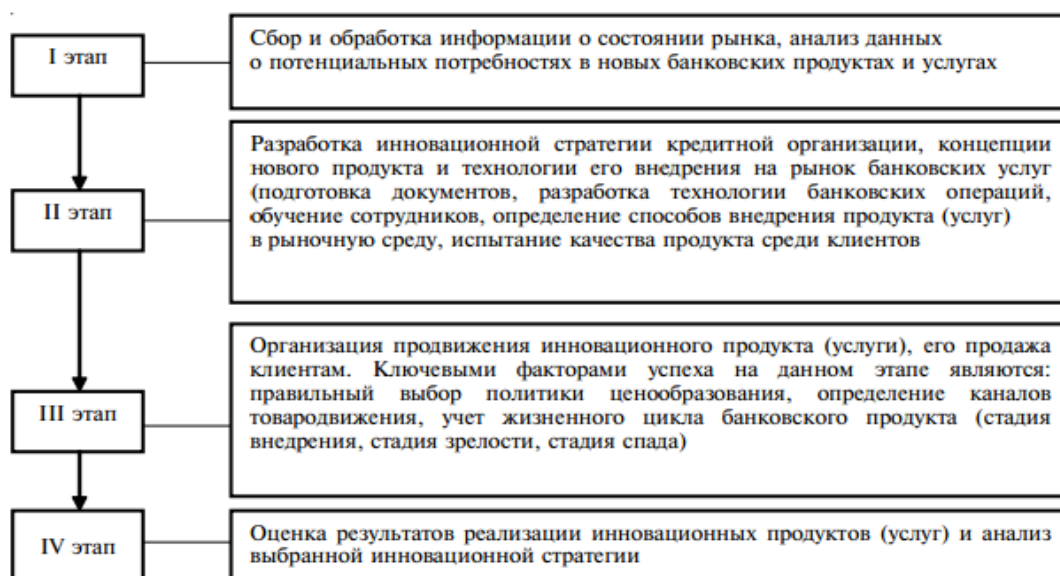 I этап
Сбор и обработка информации о состоянии рынка, анализ данных
о потенциальных потребностях в новых банковских продуктах и услугах
II этап
Разработка инновационной стратегии кредитной организации, концепции
нового продукта и технологии его внедрения на рынок банковских услуг
(подготовка документов, разработка технологии банковских операций,
обучение сотрудников, определение способов внедрения продукта (услуг)
в рыночную среду, испытание качества продукта среди клиентов
III этап
Организация продвижения инновационного продукта (услуги), его продажа
клиентам. Ключевыми факторами успеха на данном этапе являются:
правильный выбор политики ценообразования, определение каналов
товародвижения, учет жизненного цикла банковского продукта (стадия
внедрения, стадия зрелости, стадия спада)
IV этап
Оценка результатов реализации инновационных продуктов (услуг) и анализ
выбранной инновационной стратегии